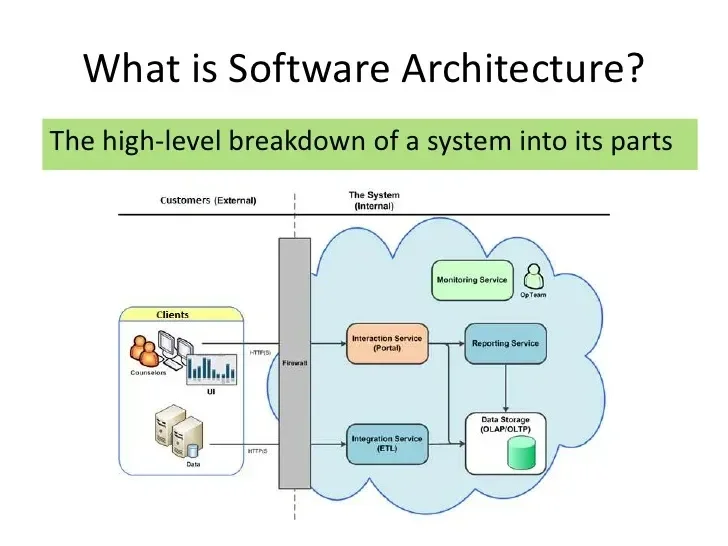 What is Software Architecture?
The high-level breakdown of a system into its parts
Customers (External)
The System
(Internal)
Monitoring Service
OpTeam
Clients
Counselors
UI
HTTP(S)
Firewall
Interaction Service
(Portal)
Reporting Service
Data
HTTP(S
Integration Service
(ETL)
Data Storage
(OLAP/OLTP)